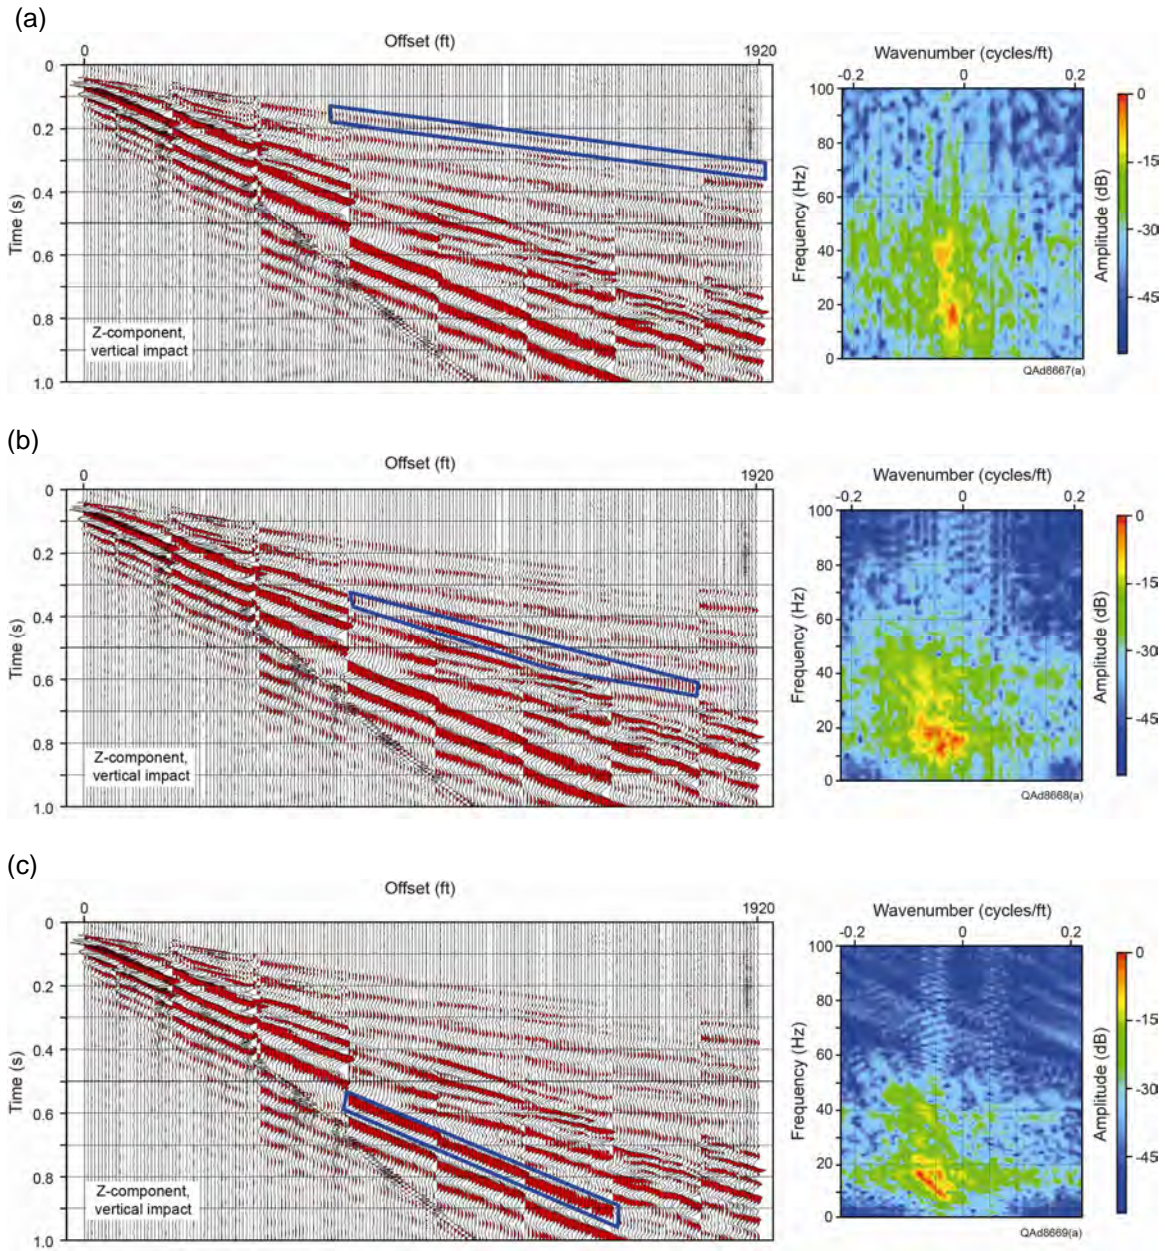 (a)
Offset (ft)
0
1920
Time (s)
0
0.2
0.4
0.6
0.8
1.0
Z-component,
vertical impact
Wavenumber (cycles/ft)
-0.2
0
0.2
Frequency (Hz)
100
80
60
40
20
0
QAd8667(a)
Amplitude (dB)
0
-15
-30
-45
(b)
Offset (ft)
0
1920
Time (s)
0
0.2
0.4
0.6
0.8
1.0
Z-component,
vertical impact
Wavenumber (cycles/ft)
-0.2
0
0.2
Frequency (Hz)
100
80
60
40
20
0
QAd8668(a)
Amplitude (dB)
0
-15
-30
-45
(c)
Offset (ft)
0
1920
Time (s)
0
0.2
0.4
0.6
0.8
1.0
Z-component,
vertical impact
Wavenumber (cycles/ft)
-0.2
0
0.2
Frequency (Hz)
100
80
60
40
20
0
QAd8669(a)
Amplitude (dB)
0
-15
-30
-45